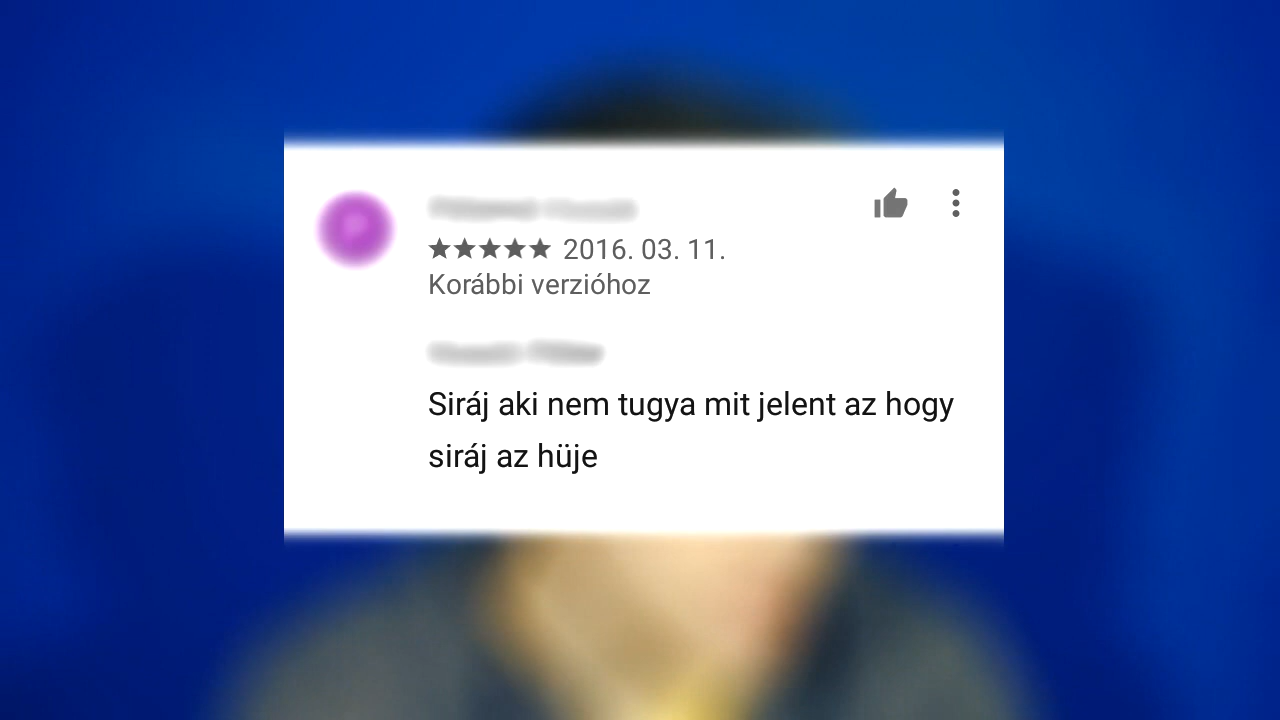 P
★★★★★ 2016. 03. 11.
Korábbi verzióhoz
Siráj aki nem tugya mit jelent az hogy
siráj az hüje